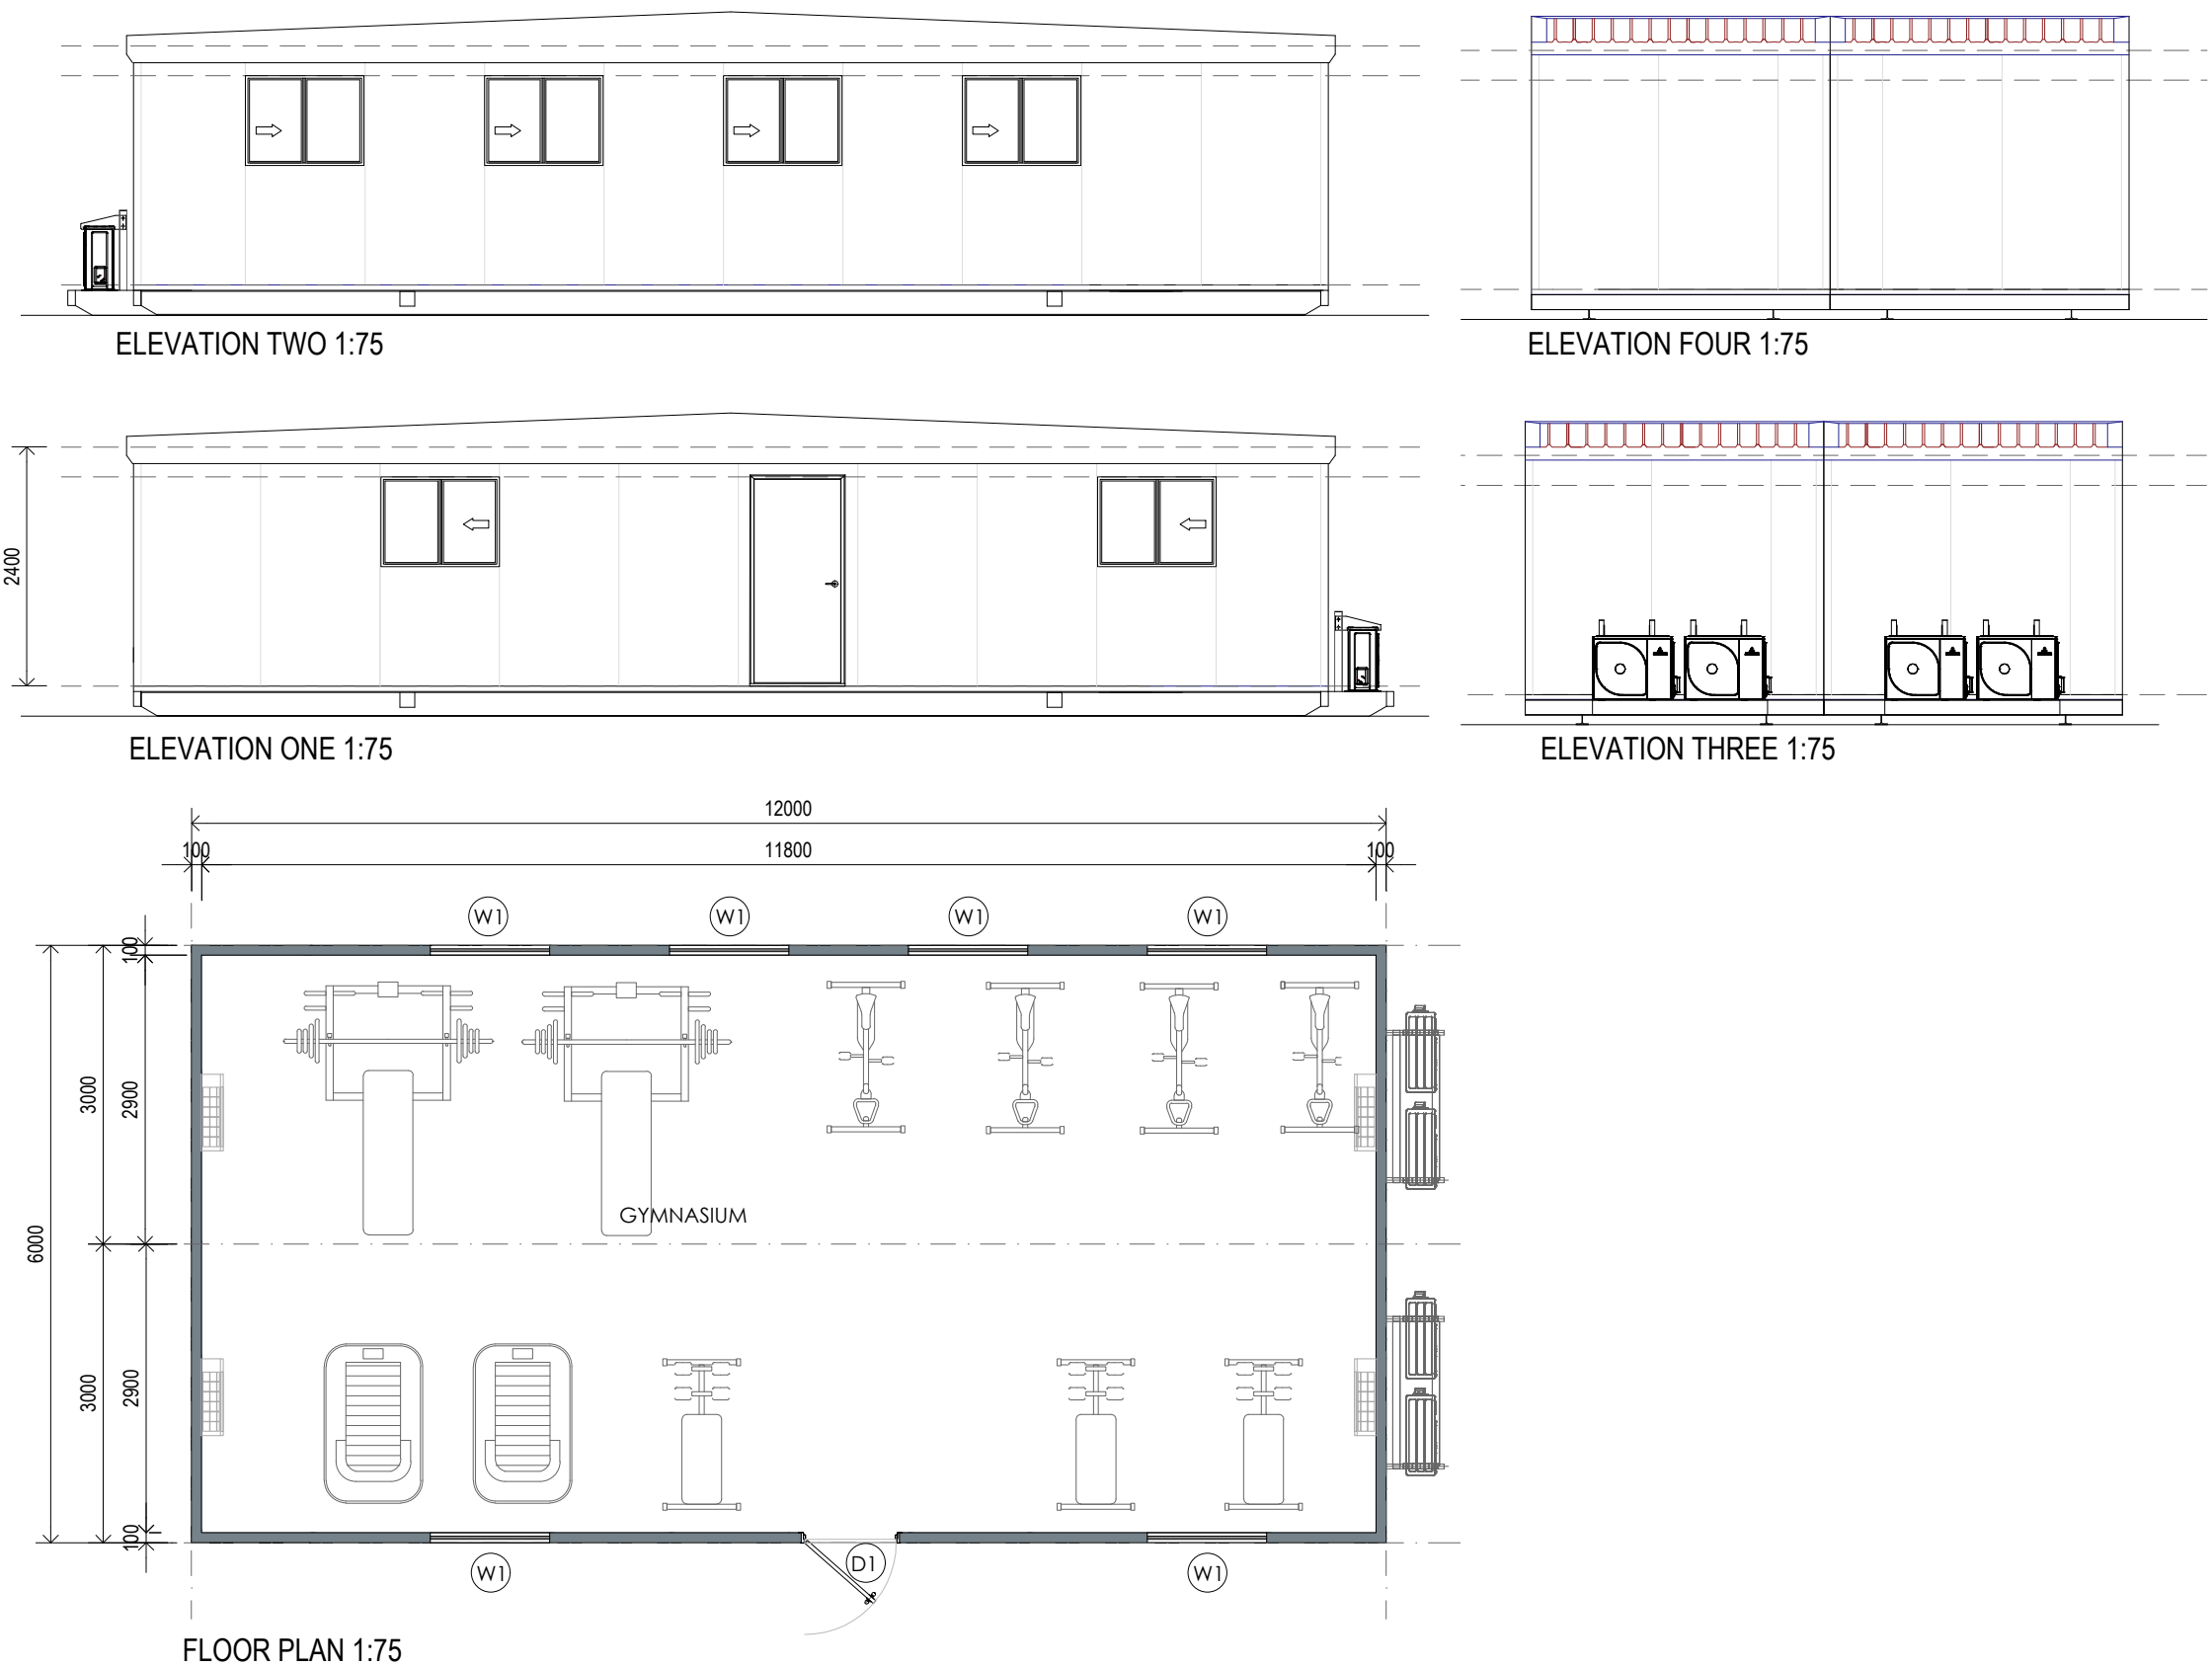 ELEVATION TWO 1:75
ELEVATION FOUR 1:75
2400
ELEVATION ONE 1:75
ELEVATION THREE 1:75
12000
100
11800
100
W1
W1
W1
W1
100
3000
2900
6000
GYMNASIUM
3000
2900
100
W1
D1
W1
FLOOR PLAN 1:75